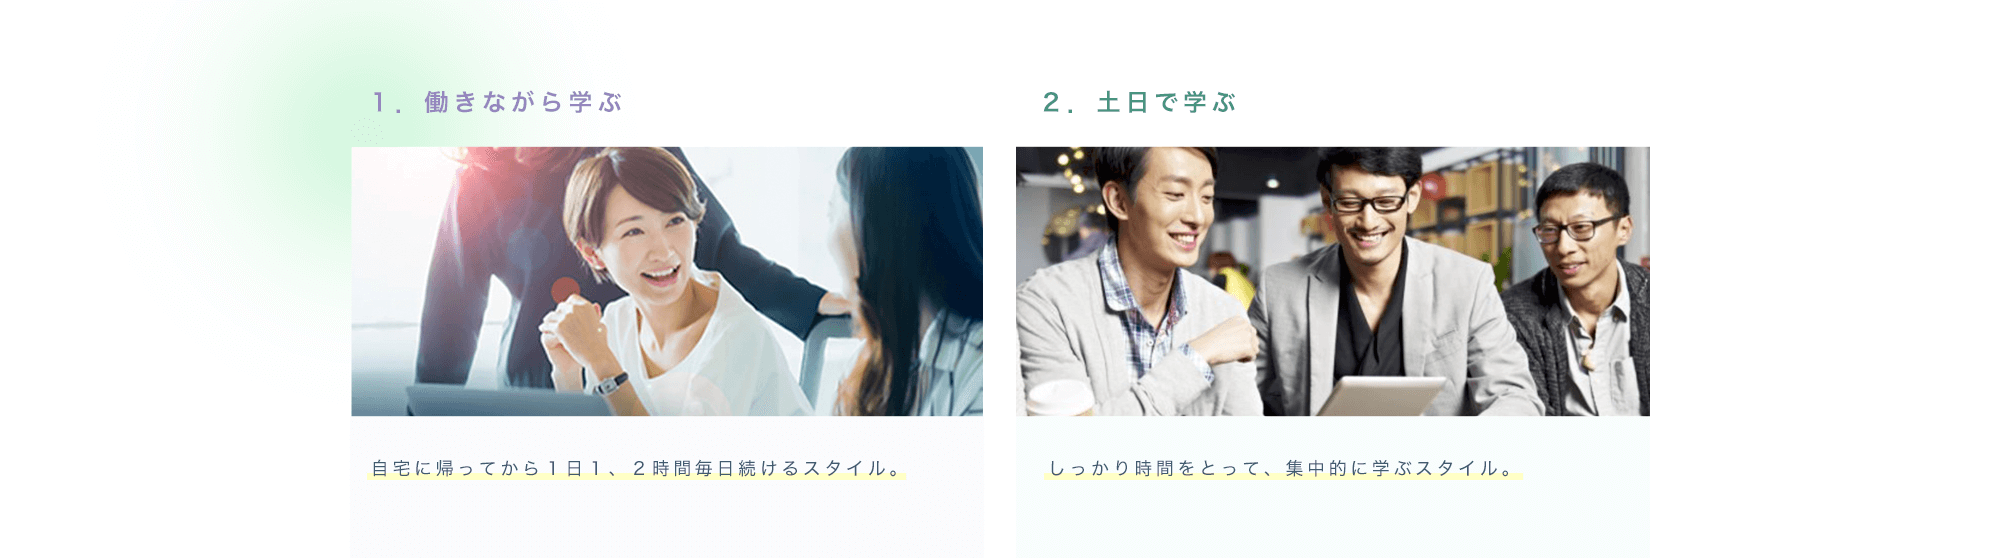 1. 働きながら学ぶ
2. 土日で学ぶ
自宅に帰ってから１日１、２時間毎日続けるスタイル。
しっかり時間をとって、集中的に学ぶスタイル。